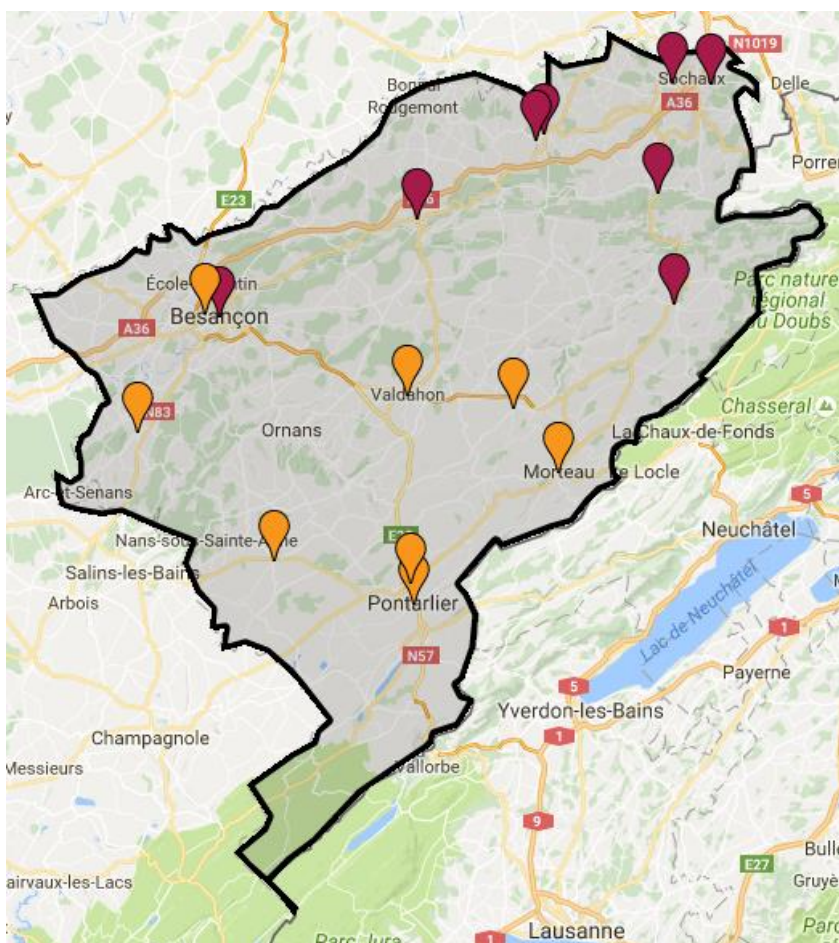 N1019
Sochaux
Delle
Rougemont
A36
Porren
E23
École
tin
Parc nature
régional
du Doubs
Besançon
A36
Valdahon
Chasseral
N83
La Chaux-de-Fonds
Ornans
Morteau
Le Locle
Arc-et-Senans
5
Neuchâtel
Nans-sous-Sainte-Anne
Salins-les-Bains
Arbois
Pontarlier
1
Lac de Neuchâtel
N57
Payerne
5
Yverdon-les-Bains
Champagnole
1
Messieurs
Vallorbe
9
Bulle
E27
Gruyè
airvaux-les-Lacs
Lausanne
1
Parc Jura
Parc